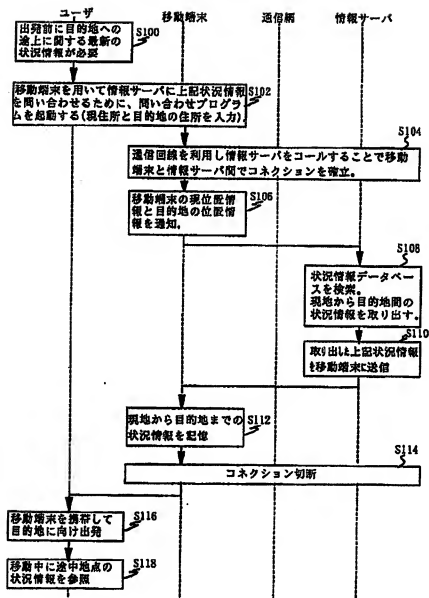 ユーザ 移動端末 通信網 情報サーバ
出発前に目的地への
途上に関する最新の
状況情報が必要
S100
移動端末を用いて情報サーバに上記状況情報
を問い合わせるために、問い合わせプログラ
ムを起動する(現住所と目的地の住所を入力)。
S102
S104
通信回線を利用し情報サーバをコールすることで移動
端末と情報サーバ間でコネクションを確立。
移動端末の現位置情
報と目的地の位置情
報を通知。
S106
S108
状況情報データベ
ースを検索。
現地から目的地間の
状況情報を取り出す。
S110
取り出した上記状況情報
を移動端末に送信
現地から目的地までの
状況情報を記憶
S112
S114
コネクション切断
移動端末を携帯して
目的地に向け出発
S116
移動中に途中地点の
状況情報を参照
S118